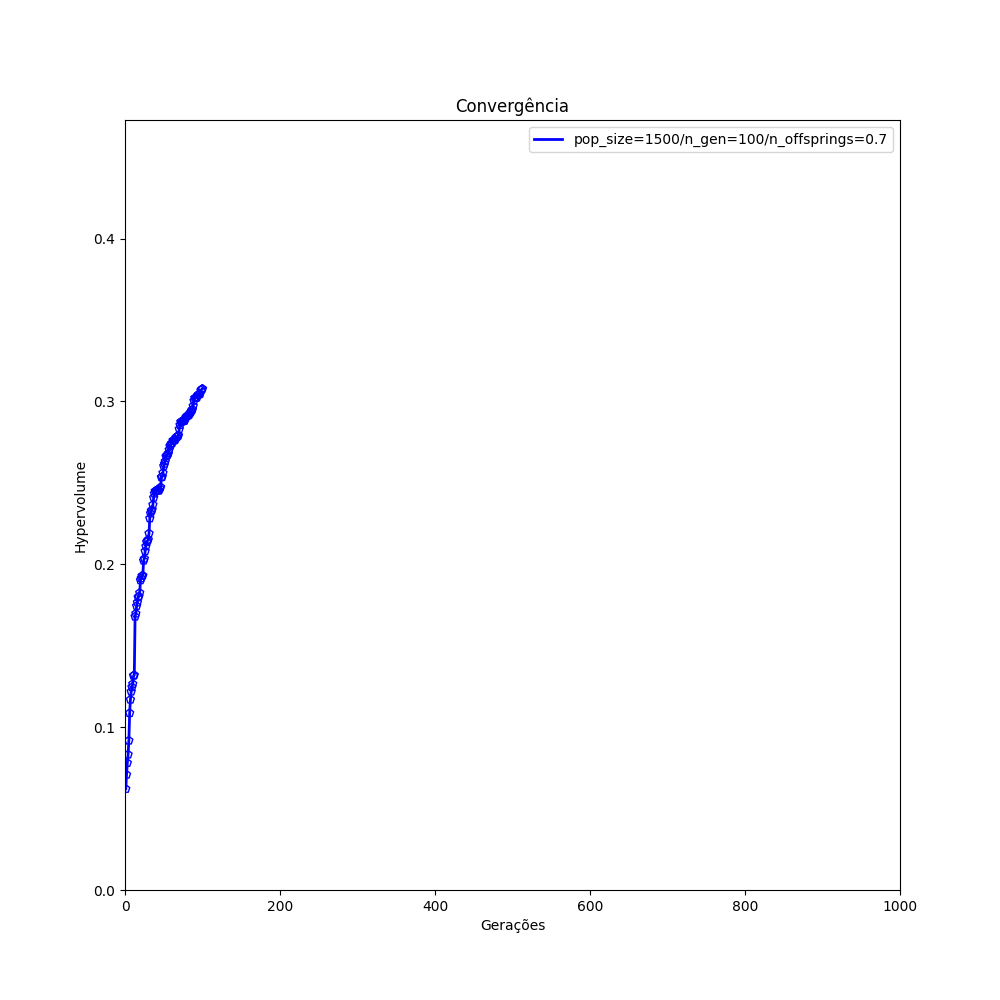 Convergência
pop_size=1500/n_gen=100/n_offsprings=0.7
0.4
0.3
0.2
0.1
0.0
Hypervolume
0 200 400 600 800 1000
Gerações